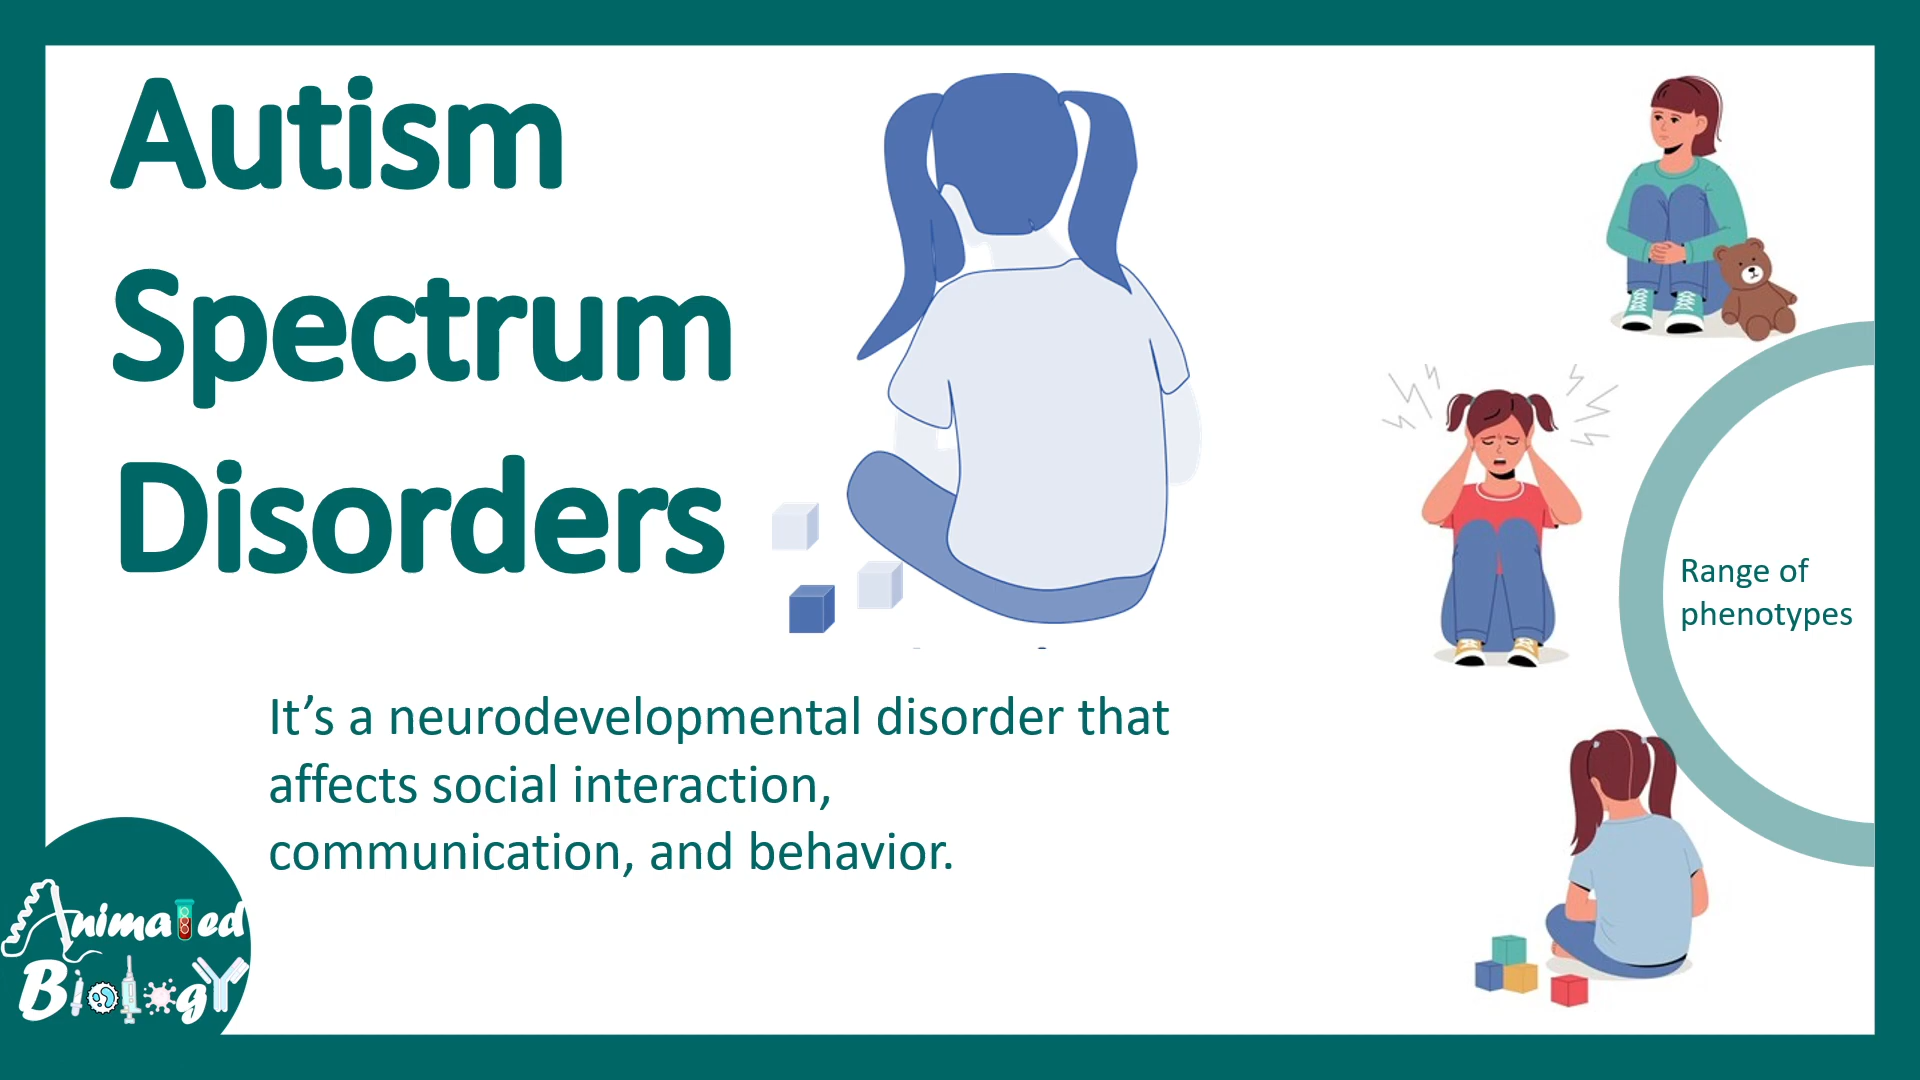 Autism
Spectrum
Disorders
It’s a neurodevelopmental disorder that
affects social interaction,
communication, and behavior.
Range of
phenotypes
Animated
Biology